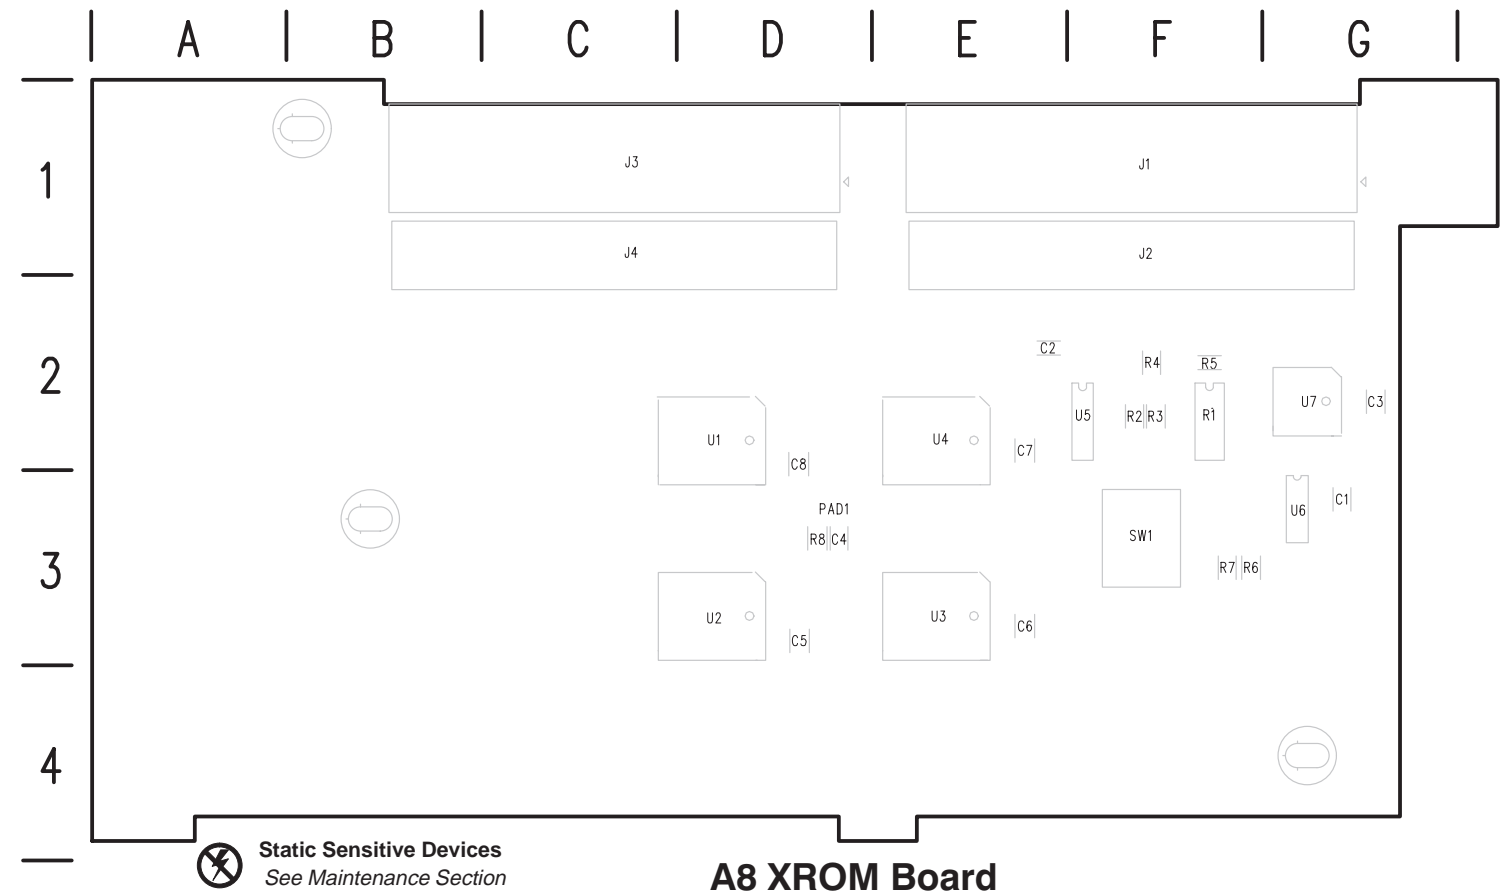 A B C D E F G
1
J3 J1
J4 J2
2
C2
R4 R5
U7 C3
U5 R2 R3 R1
U1 U4
C7
C8
C1
PAD1 U6
SW1
R8 C4
3
R7 R6
U2 U3
C6
C5
4
Static Sensitive Devices
See Maintenance Section
A8 XROM Board